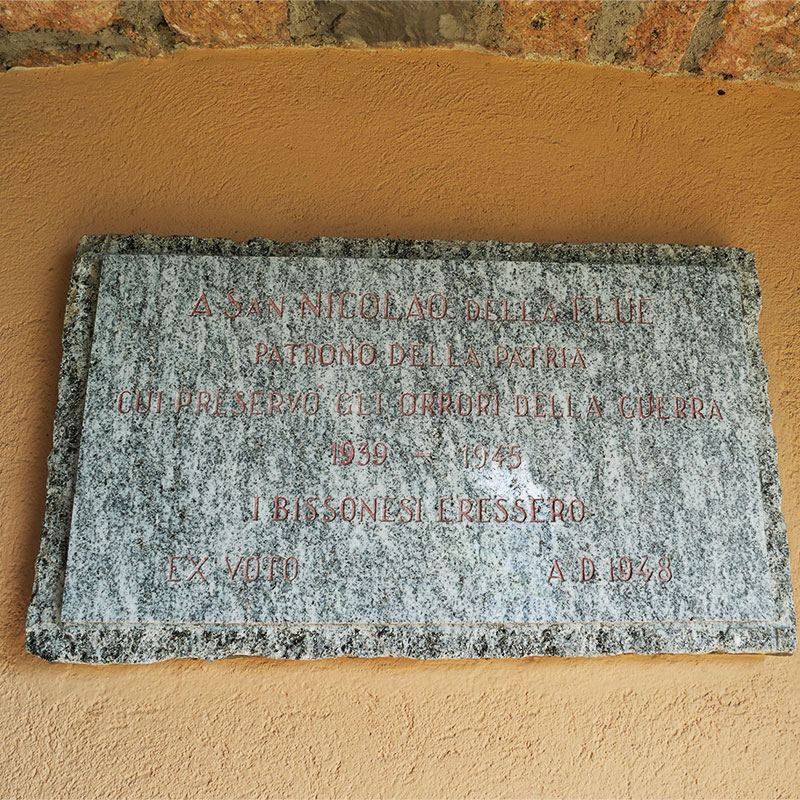 A SAN NICOLAO DELLA FLUE
PATRONO DELLA PATRIA
CUI PRESERVO GLI ORRORI DELLA GUERRA
1939 - 1945
I BISSONESI ERESSERO
EX VOTO A.D. 1948